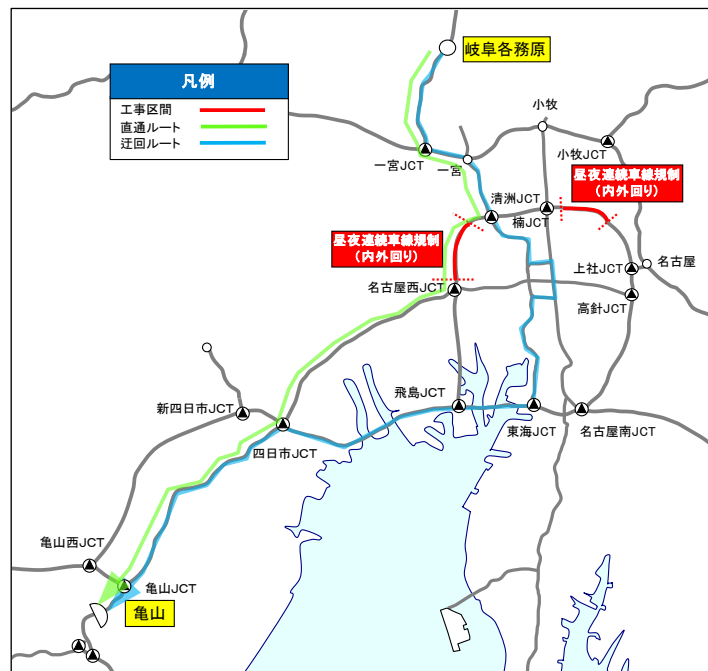 岐阜各務原
凡例
工事区間
直通ルート
迂回ルート
小牧
一宮JCT
一宮
小牧JCT
昼夜連続車線規制
(内外回り)
清洲JCT
楠JCT
昼夜連続車線規制
(内外回り)
上社JCT
名古屋
名古屋西JCT
高針JCT
新四日市JCT
飛島JCT
東海JCT
名古屋南JCT
四日市JCT
亀山西JCT
亀山JCT
亀山